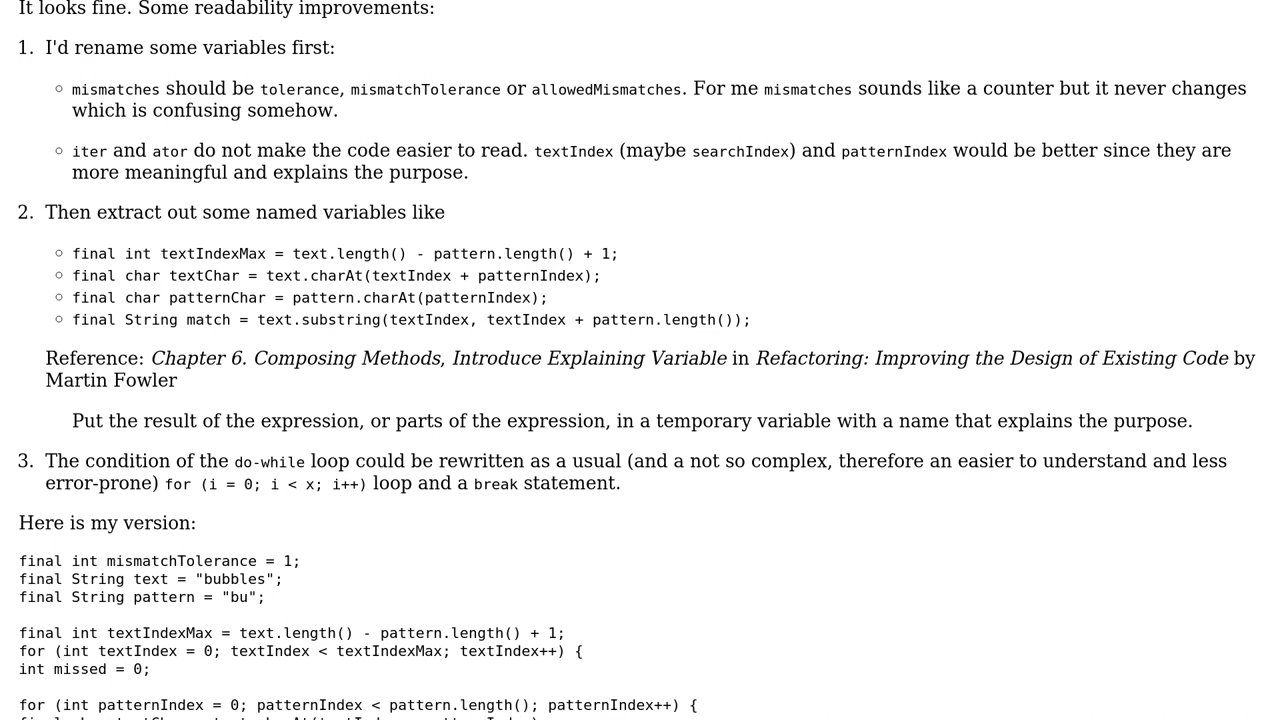 It looks fine. Some readability improvements:
1. I'd rename some variables first:
○ mismatches should be tolerance, mismatchTolerance or allowedMismatches. For me mismatches sounds like a counter but it never changes
which is confusing somehow.
○ iter and ator do not make the code easier to read. textIndex (maybe searchIndex) and patternIndex would be better since they are
more meaningful and explains the purpose.
2. Then extract out some named variables like
○ final int textIndexMax = text.length() - pattern.length() + 1;
○ final char textChar = text.charAt(textIndex + patternIndex);
○ final char patternChar = pattern.charAt(patternIndex);
○ final String match = text.substring(textIndex, textIndex + pattern.length());
Reference: Chapter 6. Composing Methods, Introduce Explaining Variable in Refactoring: Improving the Design of Existing Code by
Martin Fowler
Put the result of the expression, or parts of the expression, in a temporary variable with a name that explains the purpose.
3. The condition of the do-while loop could be rewritten as a usual (and a not so complex, therefore an easier to understand and less
error-prone) for (i = 0; i < x; i++) loop and a break statement.
Here is my version:
final int mismatchTolerance = 1;
final String text = "bubbles";
final String pattern = "bu";
final int textIndexMax = text.length() - pattern.length() + 1;
for (int textIndex = 0; textIndex < textIndexMax; textIndex++) {
int missed = 0;
for (int patternIndex = 0; patternIndex < pattern.length(); patternIndex++) {